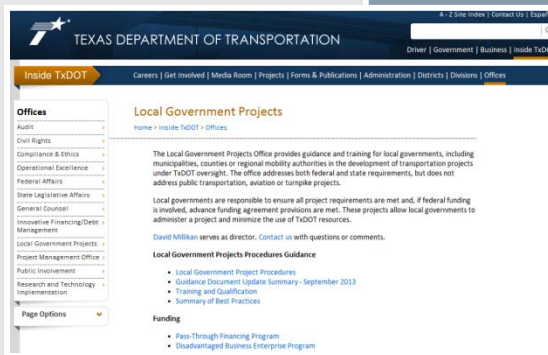 A - Z Site Index | Contact Us | Españ
TEXAS DEPARTMENT OF TRANSPORTATION
Driver | Government | Business | Inside TxDO
Inside TxDOT
Careers | Get Involved | Media Room | Projects | Forms & Publications | Administration | Districts | Divisions | Offices
Offices
Audit
Civil Rights
Compliance & Ethics
Operational Excellence
Federal Affairs
State Legislative Affairs
General Counsel
Innovative Financing/Debt
Management
Local Government Projects
Project Management Office
Public Involvement
Research and Technology
Implementation
Page Options
Local Government Projects
Home > Inside TxDOT > Offices
The Local Government Projects Office provides guidance and training for local governments, including
municipalities, counties or regional mobility authorities in the development of transportation projects
under TxDOT oversight. The office addresses both federal and state requirements, but does not
address public transportation, aviation or turnpike projects.
Local governments are responsible to ensure all project requirements are met and, if federal funding
is involved, advance funding agreement provisions are met. These projects allow local governments to
administer a project and minimize the use of TxDOT resources.
David Millikan serves as director. Contact us with questions or comments.
Local Government Projects Procedures Guidance
• Local Government Project Procedures
• Guidance Document Update Summary - September 2013
• Training and Qualification
• Summary of Best Practices
Funding
• Pass-Through Financing Program
• Disadvantaged Business Enterprise Program